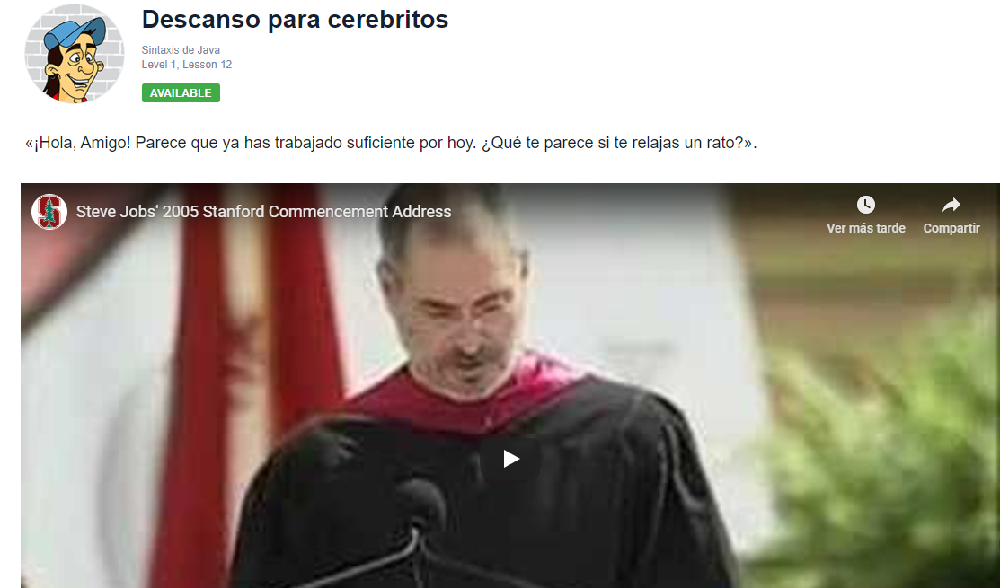 Descanso para cerebritos
Sintaxis de Java
Level 1, Lesson 12
AVAILABLE
«¡Hola, Amigo! Parece que ya has trabajado suficiente por hoy. ¿Qué te parece si te relajas un rato?».
Steve Jobs' 2005 Stanford Commencement Address
Ver más tarde
Compartir